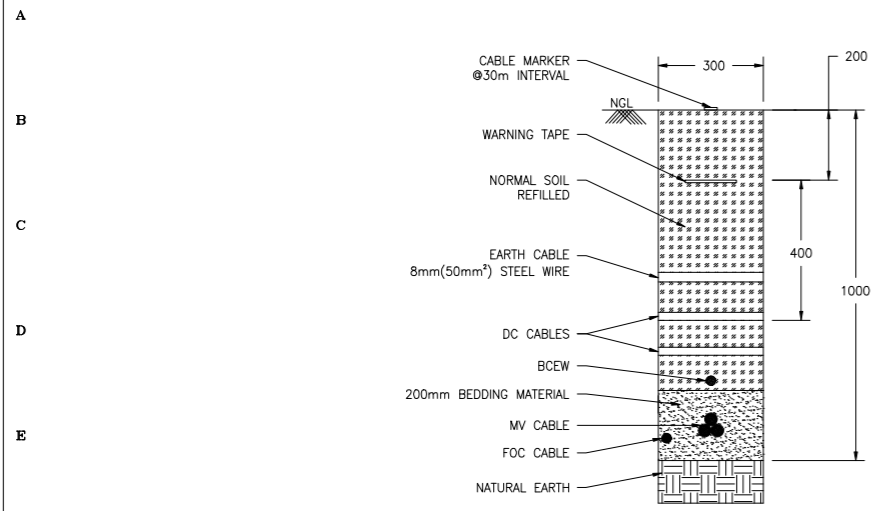 A
CABLE MARKER
@30m INTERVAL
300
200
NGL
B
WARNING TAPE
NORMAL SOIL
REFILLED
C
EARTH CABLE
8mm(50mm²) STEEL WIRE
400
1000
D
DC CABLES
BCEW
200mm BEDDING MATERIAL
MV CABLE
E
FOC CABLE
NATURAL EARTH